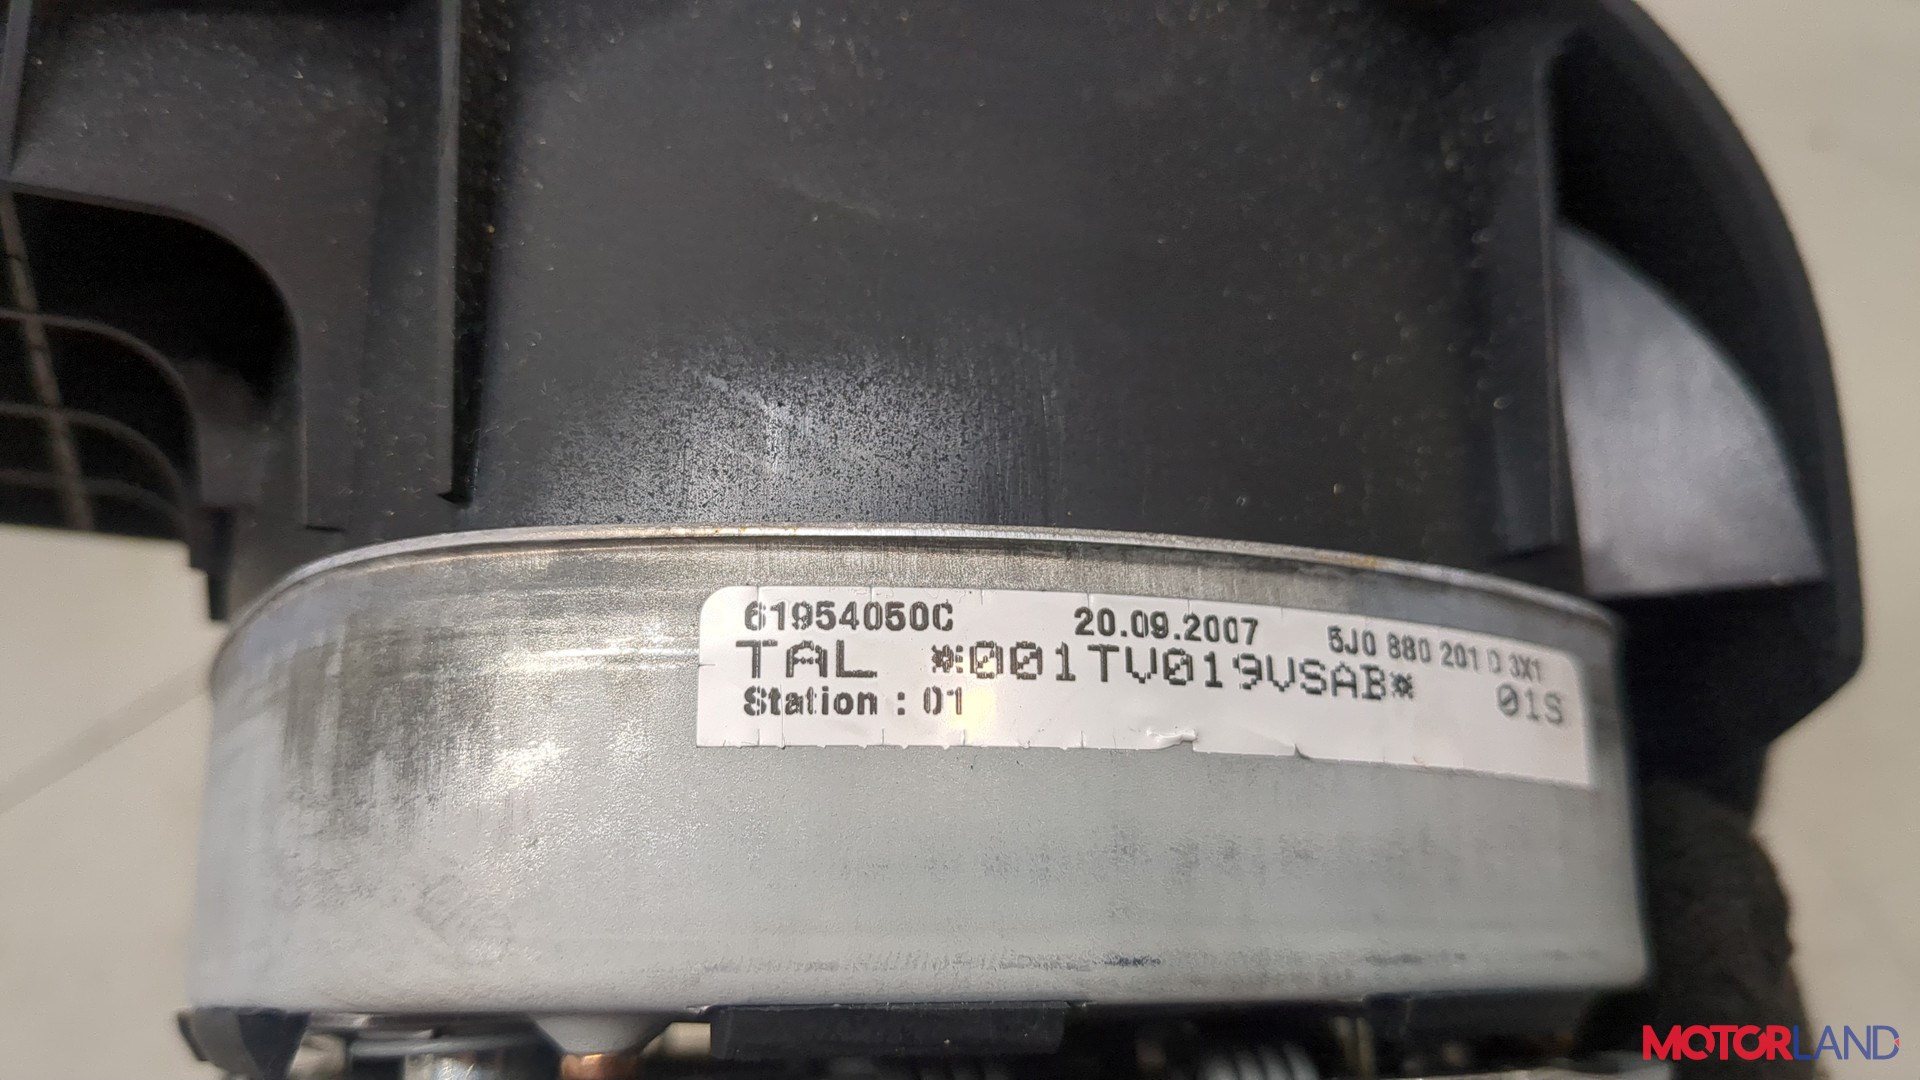 61954050C 20.09.2007 5J0 880 201 D 3X1
TAL *001TV019VSAB* 01S
Station : 01
MOTORLAND